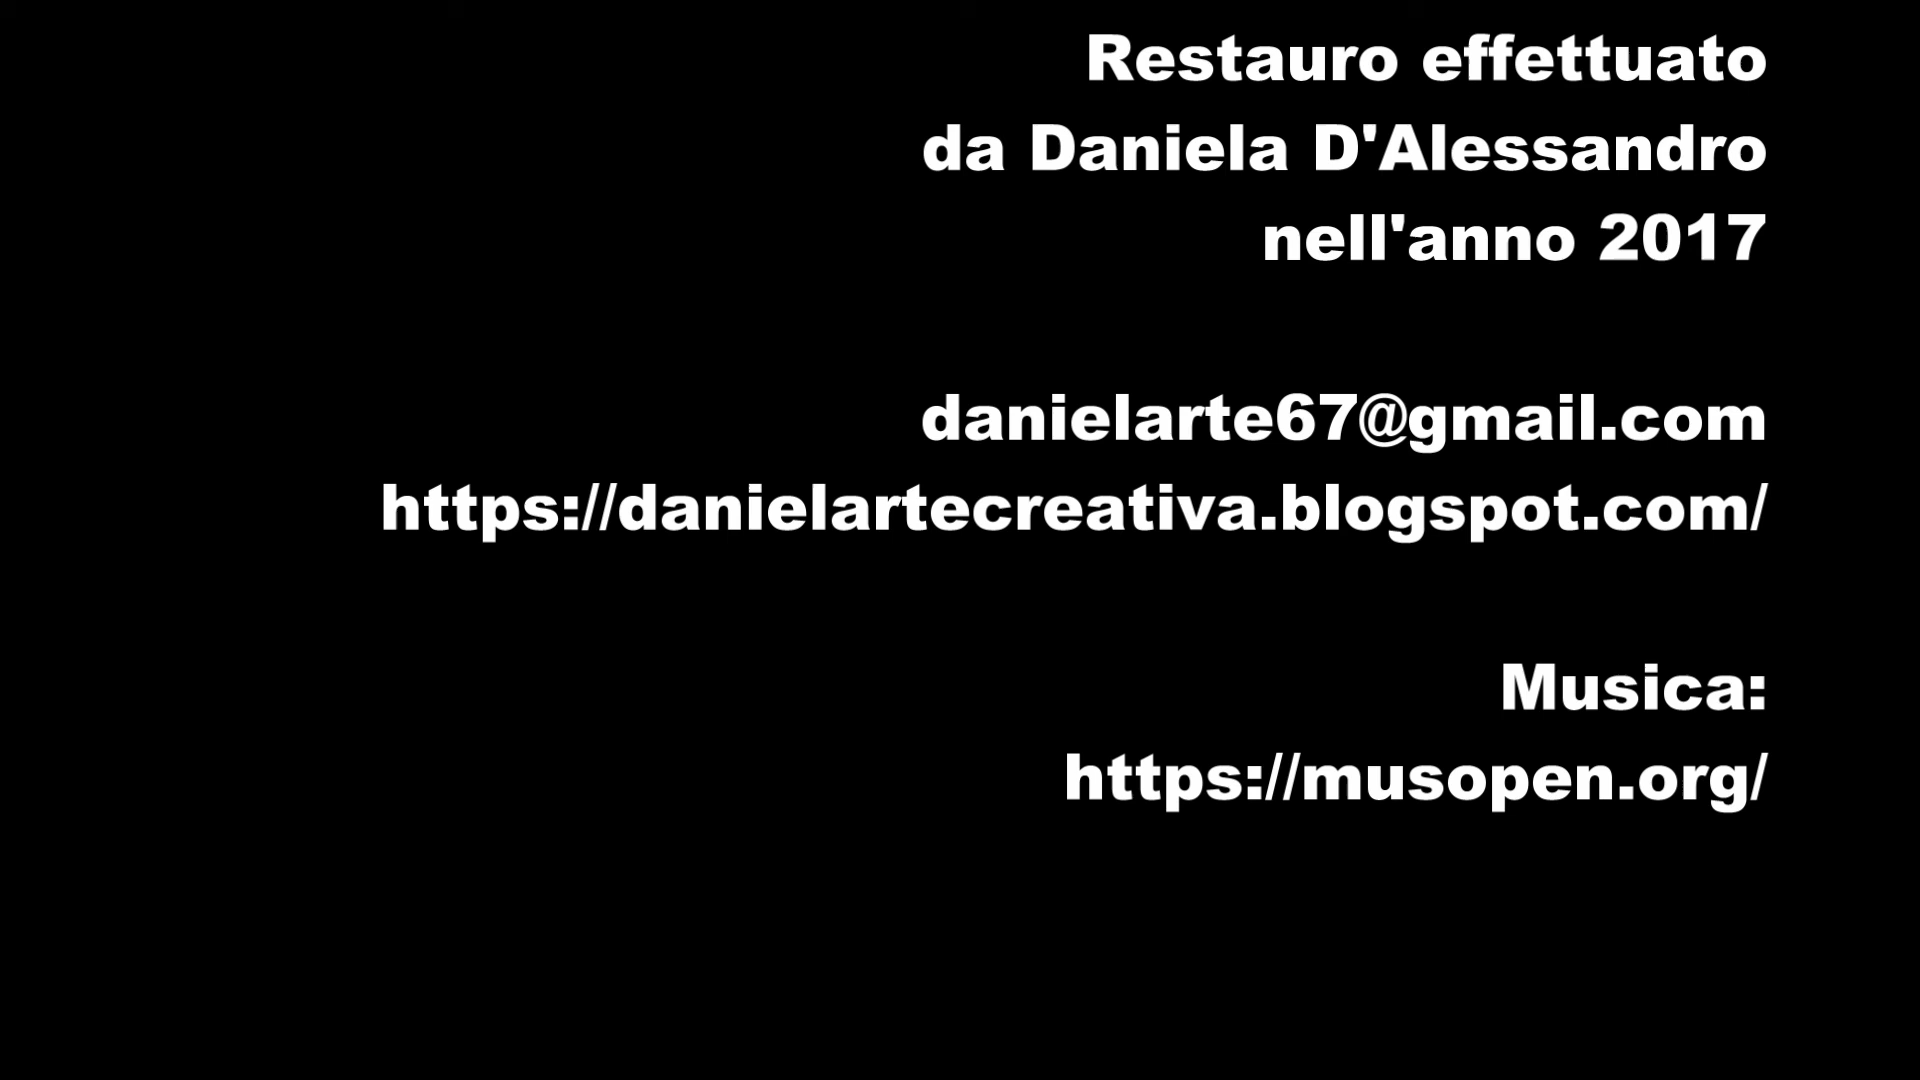 Restauro effettuato
da Daniela D'Alessandro
nell'anno 2017
danielarte67@gmail.com
https://danielartecreativa.blogspot.com/
Musica:
https://musopen.org/